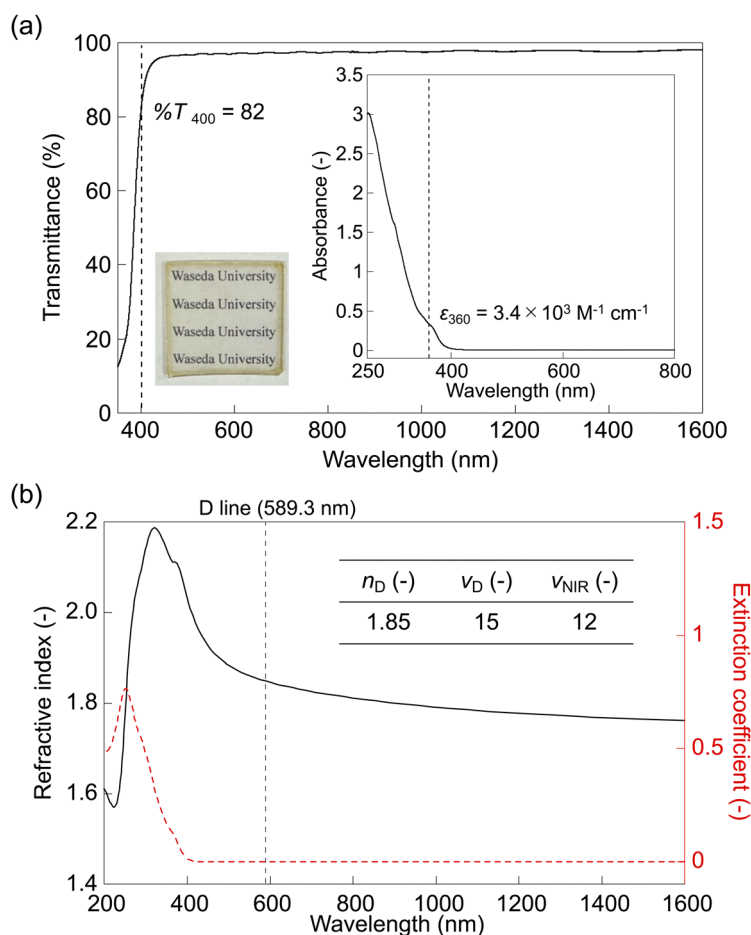 (a)
100
80
60
40
20
0
Transmittance (%)
%T 400 = 82
Waseda University
Waseda University
Waseda University
Waseda University
3.5
3
2.5
2
1.5
1
0.5
0
Absorbance (-)
ε360 = 3.4 × 10³ M⁻¹ cm⁻¹
250 400 600 800
Wavelength (nm)
400 600 800 1000 1200 1400 1600
Wavelength (nm)
(b)
D line (589.3 nm)
2.2
2.0
1.8
1.6
1.4
Refractive index (-)
nD (-) νD (-) νNIR (-)
1.85 15 12
1.5
1
0.5
0
Extinction coefficient (-)
200 400 600 800 1000 1200 1400 1600
Wavelength (nm)